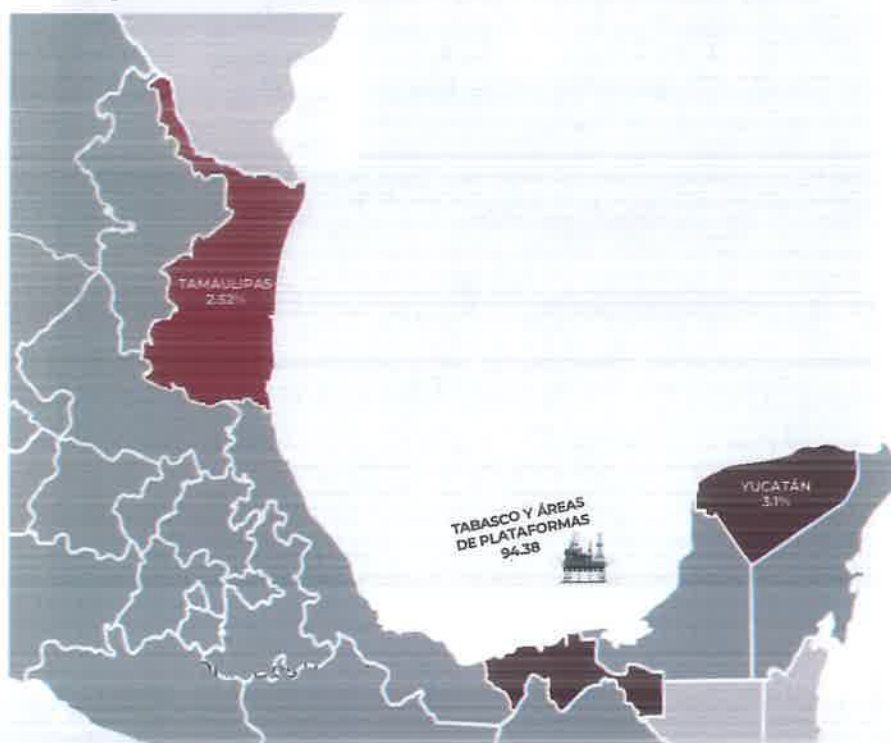 TAMAULIPAS
2.52%
YUCATÁN
3.1%
TABASCO Y ÁREAS
DE PLATAFORMAS
94.38